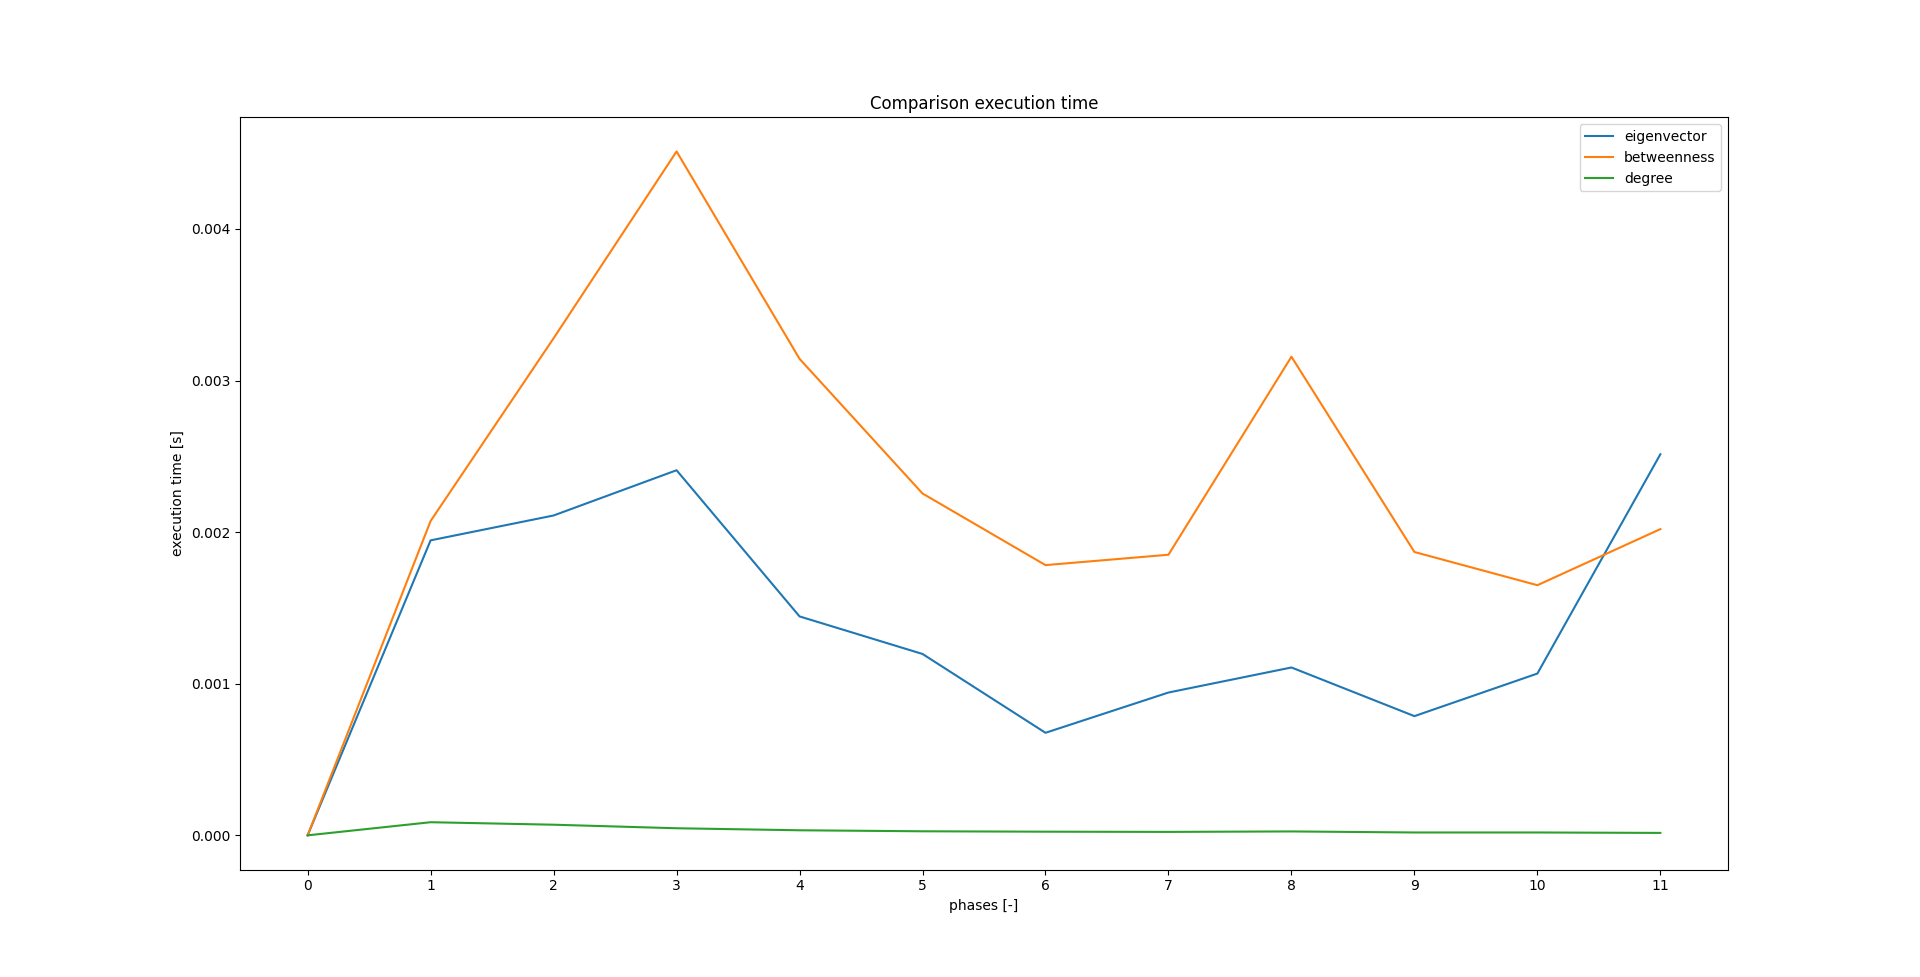 Comparison execution time
eigenvector
betweenness
degree
execution time [s]
0.004
0.003
0.002
0.001
0.000
0 1 2 3 4 5 6 7 8 9 10 11
phases [-]